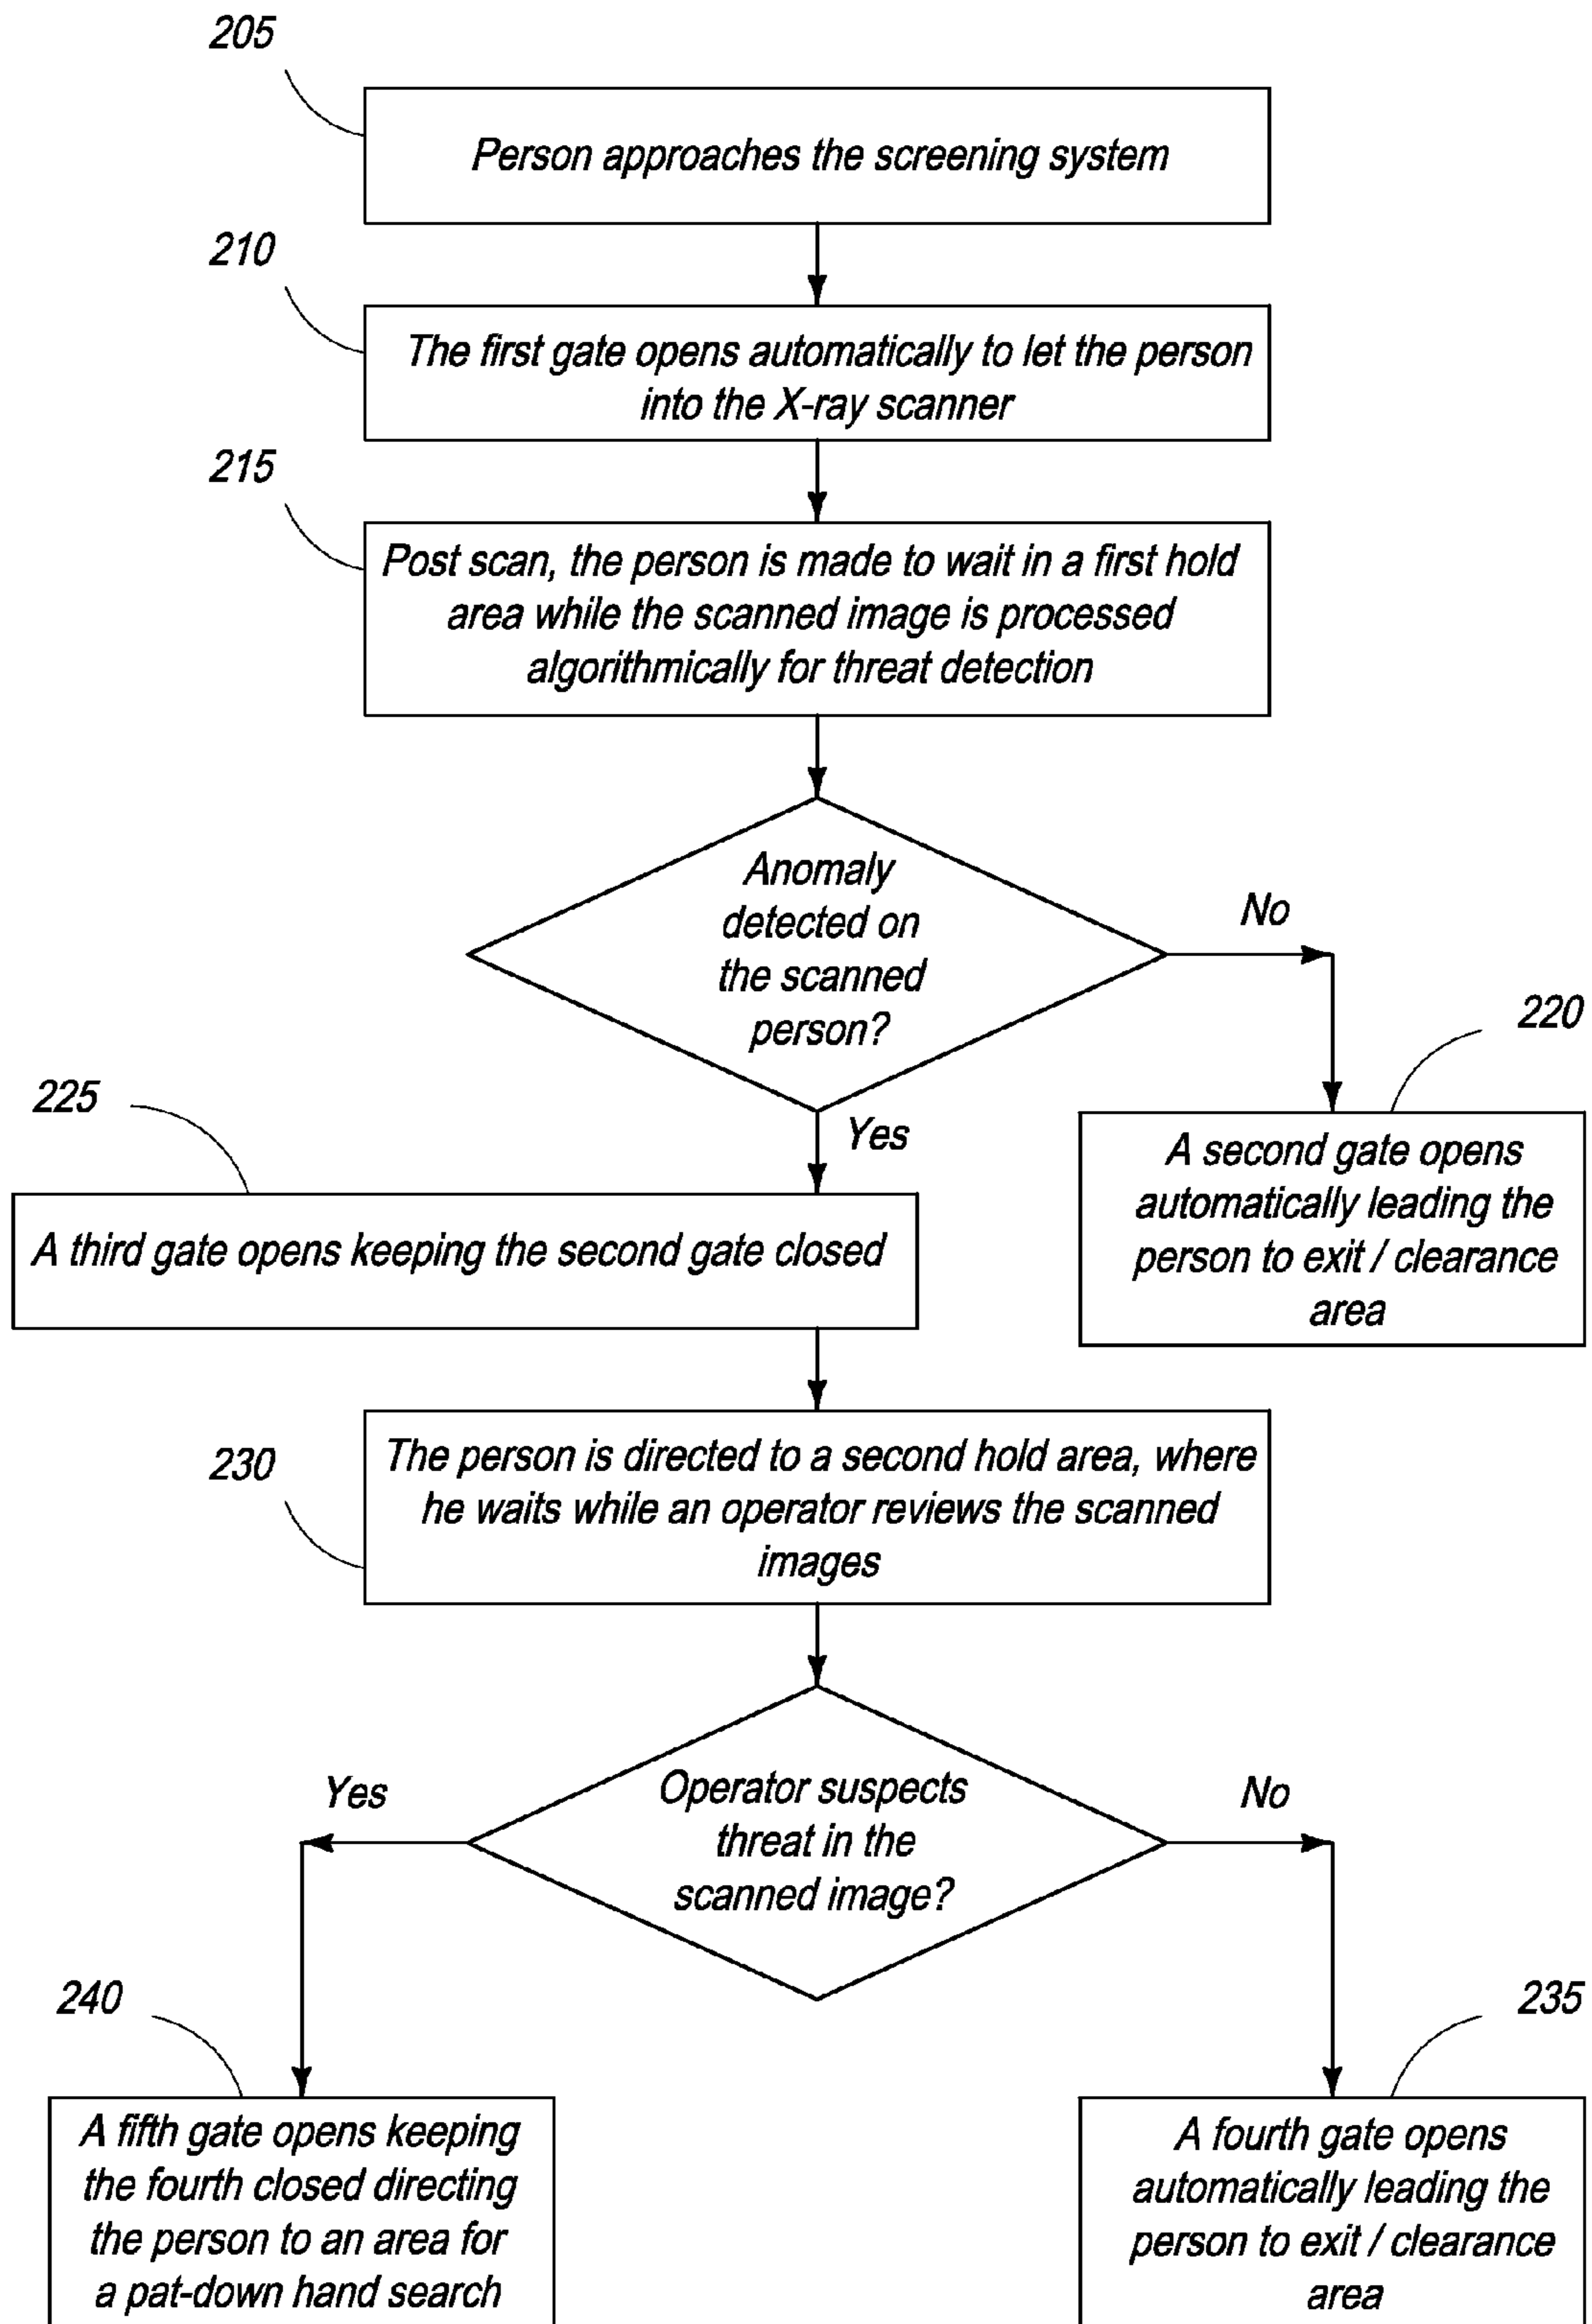 205
Person approaches the screening system
210
The first gate opens automatically to let the person
into the X-ray scanner
215
Post scan, the person is made to wait in a first hold
area while the scanned image is processed
algorithmically for threat detection
Anomaly
detected on
the scanned
person?
No
220
Yes
A second gate opens
automatically leading the
person to exit / clearance
area
225
A third gate opens keeping the second gate closed
230
The person is directed to a second hold area, where
he waits while an operator reviews the scanned
images
Operator suspects
threat in the
scanned image?
Yes
No
240
A fifth gate opens keeping
the fourth closed directing
the person to an area for
a pat-down hand search
235
A fourth gate opens
automatically leading the
person to exit / clearance
area